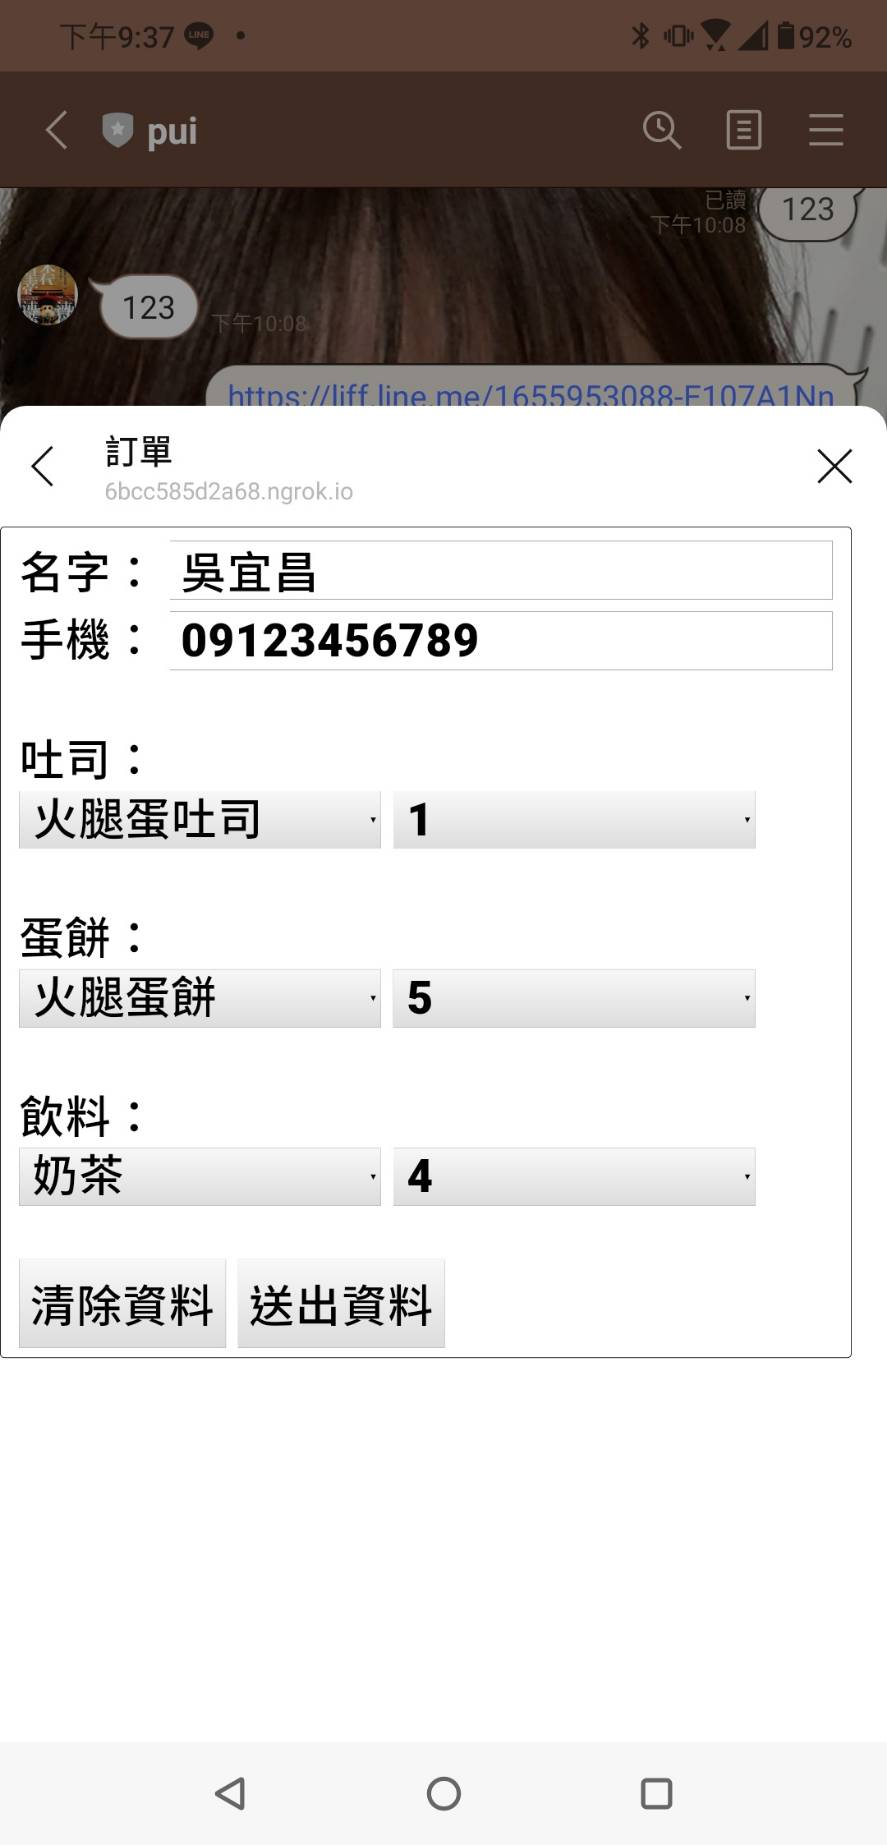 下午9:37 LINE 92%
pui
已讀
下午10:08 123
123 下午10:08
https://liff.line.me/1655953088-F107A1Nn
訂單
6bcc585d2a68.ngrok.io
名字： 吳宜昌
手機： 09123456789
吐司：
火腿蛋吐司 1
蛋餅：
火腿蛋餅 5
飲料：
奶茶 4
清除資料 送出資料